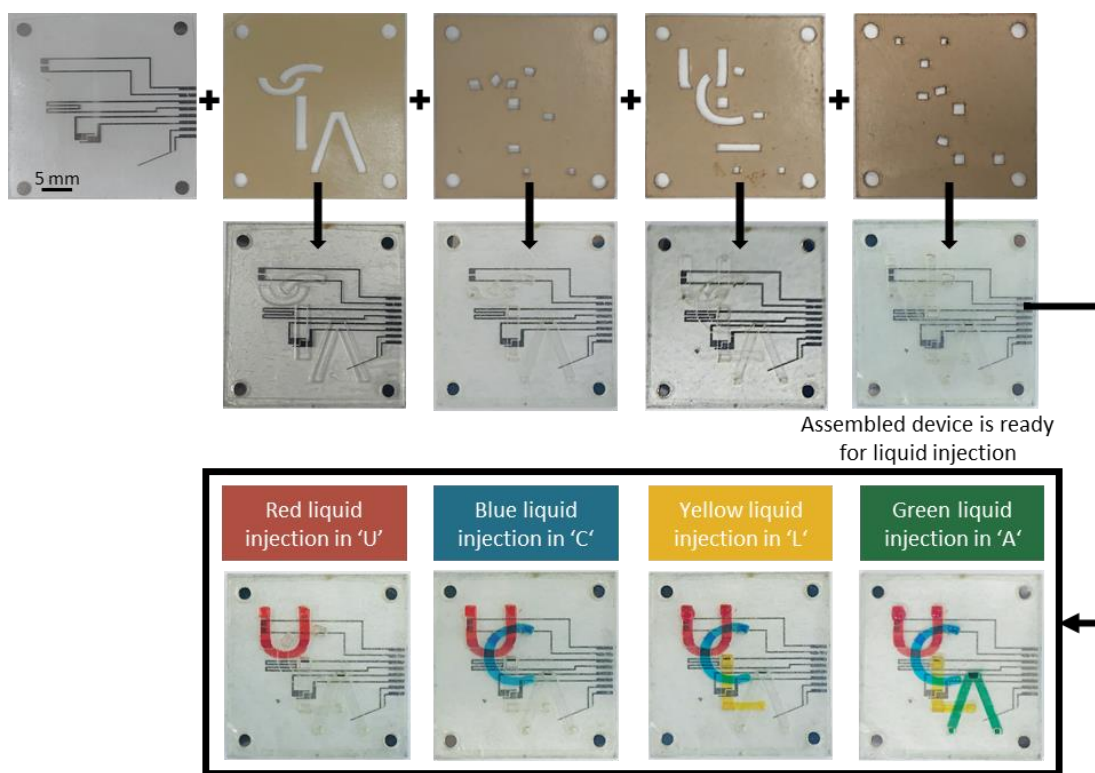 5 mm
Assembled device is ready
for liquid injection
Red liquid
injection in ‘U’
Blue liquid
injection in ‘C‘
Yellow liquid
injection in ‘L‘
Green liquid
injection in ‘A‘